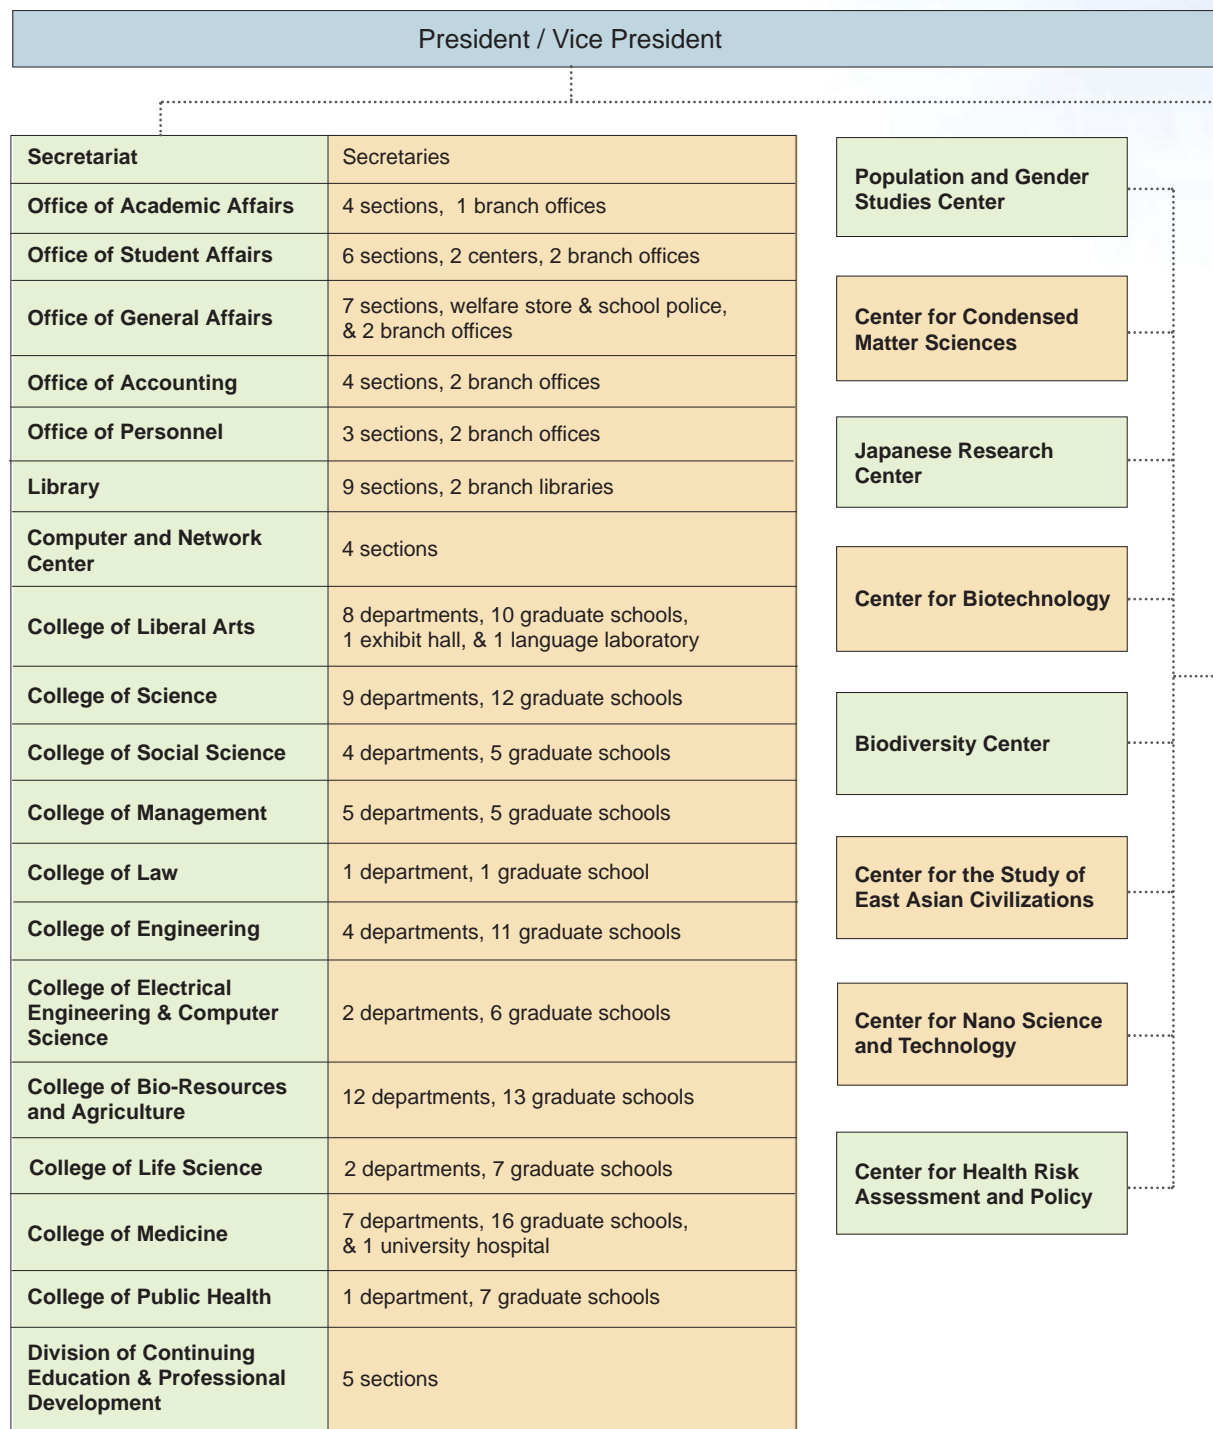 President / Vice President
Secretariat
Secretaries
Office of Academic Affairs
4 sections,  1 branch offices
Office of Student Affairs
6 sections, 2 centers, 2 branch offices
Office of General Affairs
7 sections, welfare store & school police,
& 2 branch offices
Office of Accounting
4 sections, 2 branch offices
Office of Personnel
3 sections, 2 branch offices
Library
9 sections, 2 branch libraries
Computer and Network
Center
4 sections
College of Liberal Arts
8 departments, 10 graduate schools,
1 exhibit hall, & 1 language laboratory
College of Science
9 departments, 12 graduate schools
College of Social Science
4 departments, 5 graduate schools
College of Management
5 departments, 5 graduate schools
College of Law
1 department, 1 graduate school
College of Engineering
4 departments, 11 graduate schools
College of Electrical
Engineering & Computer
Science
2 departments, 6 graduate schools
College of Bio-Resources
and Agriculture
12 departments, 13 graduate schools
College of Life Science
2 departments, 7 graduate schools
College of Medicine
7 departments, 16 graduate schools,
& 1 university hospital
College of Public Health
1 department, 7 graduate schools
Division of Continuing
Education & Professional
Development
5 sections
Population and Gender
Studies Center
Center for Condensed
Matter Sciences
Japanese Research
Center
Center for Biotechnology
Biodiversity Center
Center for the Study of
East Asian Civilizations
Center for Nano Science
and Technology
Center for Health Risk
Assessment and Policy